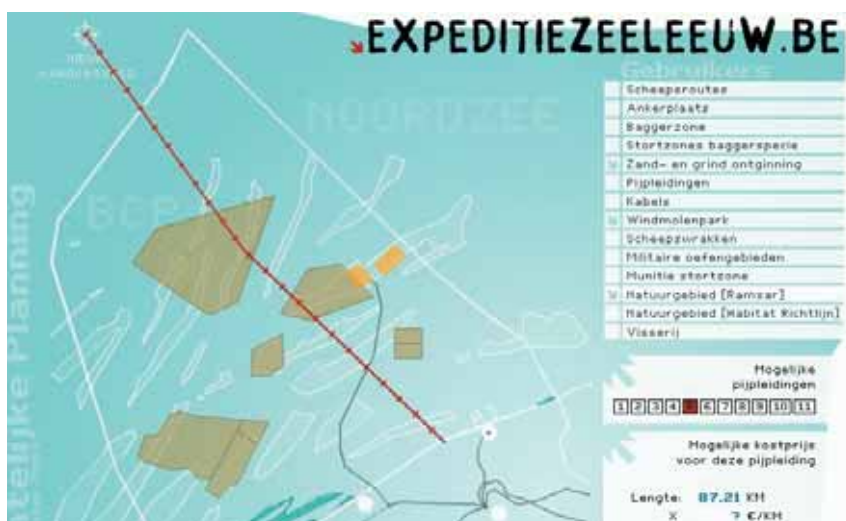 EXPEDITIEZEELEEUW.BE
Gebruikers
NOORDZEE
Scheepsroutes
Ankerplaats
Baggerzone
Stortzones baggerspecie
Zand- en grind ontginning
Pijpleidingen
Kabels
Windmolenpark
Scheepswrakken
Militaire oefengebieden
Munitie stortzone
Natuurgebied [Ramsar]
Natuurgebied [Habitat Richtlijn]
Visserij
Mogelijke
pijpleidingen
1 2 3 4 5 6 7 8 9 10 11
Mogelijke kostprijs
voor deze pijpleiding
Lengte: 87.21 KM
X ? €/KM
telijke Planning